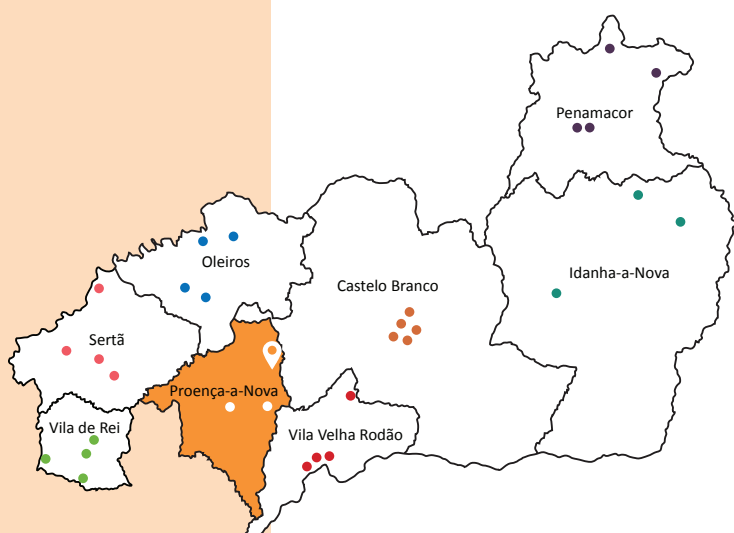 Penamacor
Oleiros
Idanha-a-Nova
Castelo Branco
Sertã
Proença-a-Nova
Vila de Rei
Vila Velha Rodão